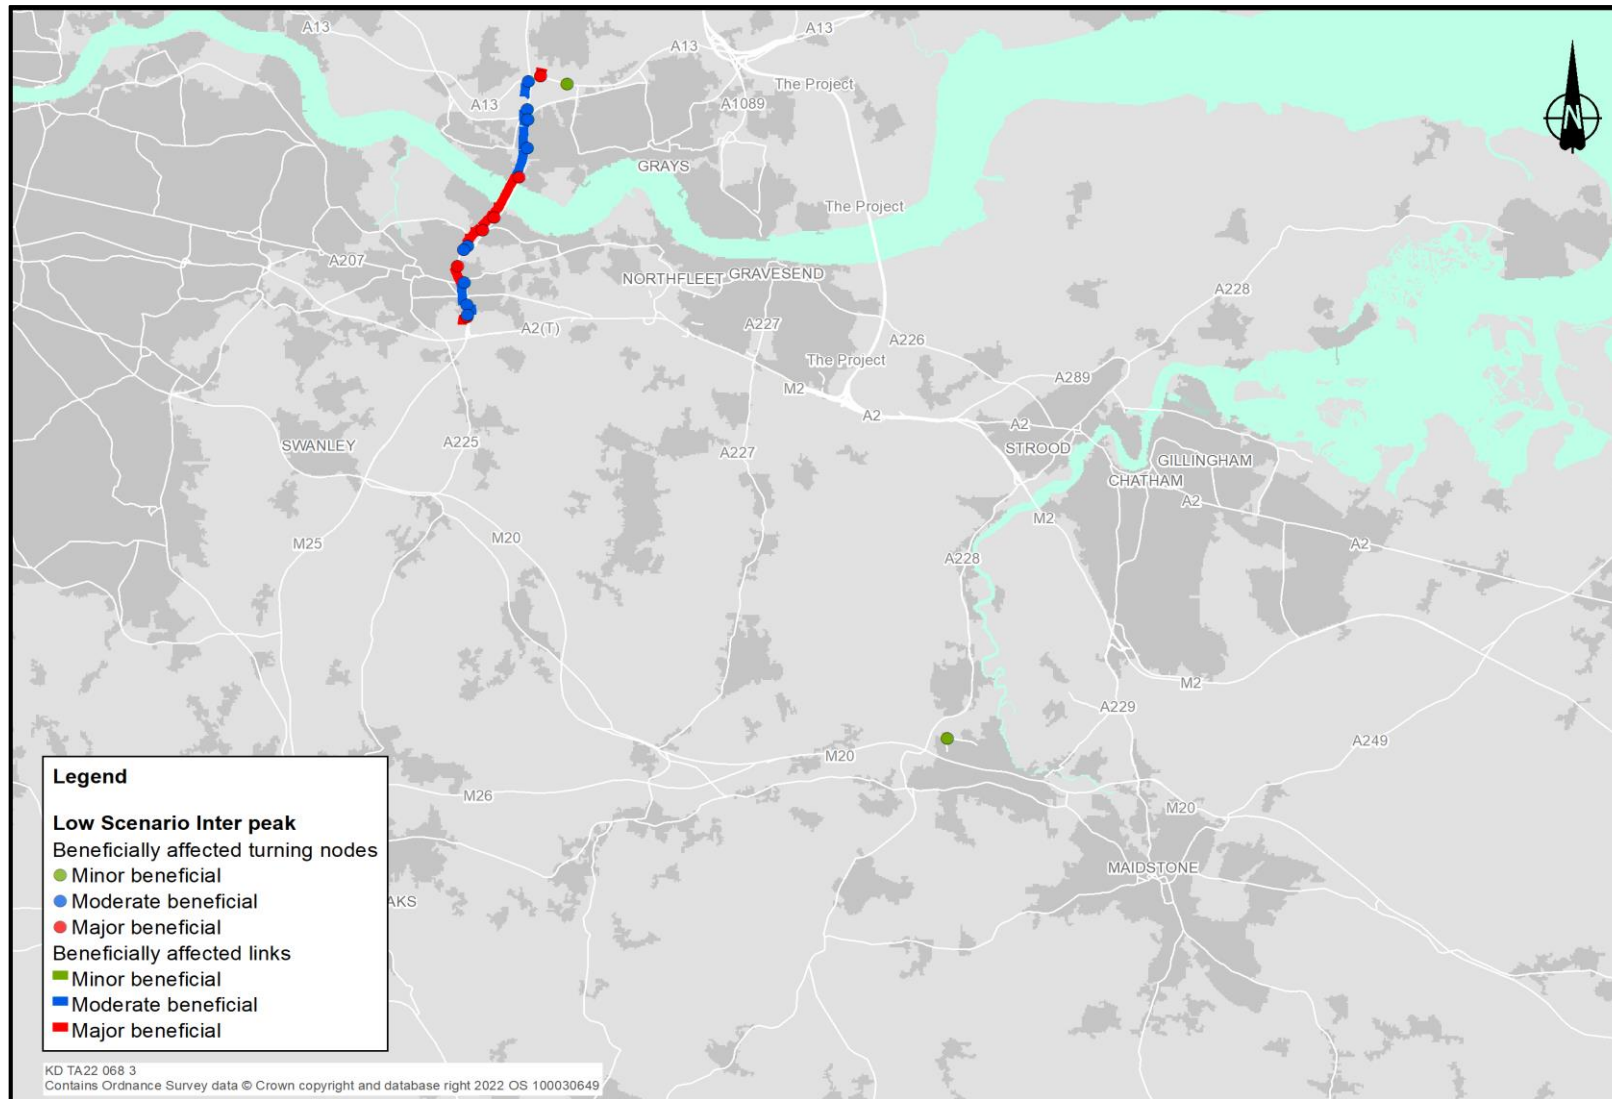 A13
A13
A13
The Project
A13
A1089
N
GRAYS
The Project
A207
NORTHFLEET
GRAVESEND
A228
A2(T)
A227
A226
The Project
A289
M2
A2
A2
STROOD
SWANLEY
A225
A227
GILLINGHAM
CHATHAM
A2
M2
M25
M20
A228
A2
M2
A229
A249
M20
M26
M20
MAIDSTONE
AKS
Legend
Low Scenario Inter peak
Beneficially affected turning nodes
Minor beneficial
Moderate beneficial
Major beneficial
Beneficially affected links
Minor beneficial
Moderate beneficial
Major beneficial
KD TA22 068 3
Contains Ordnance Survey data © Crown copyright and database right 2022 OS 100030649